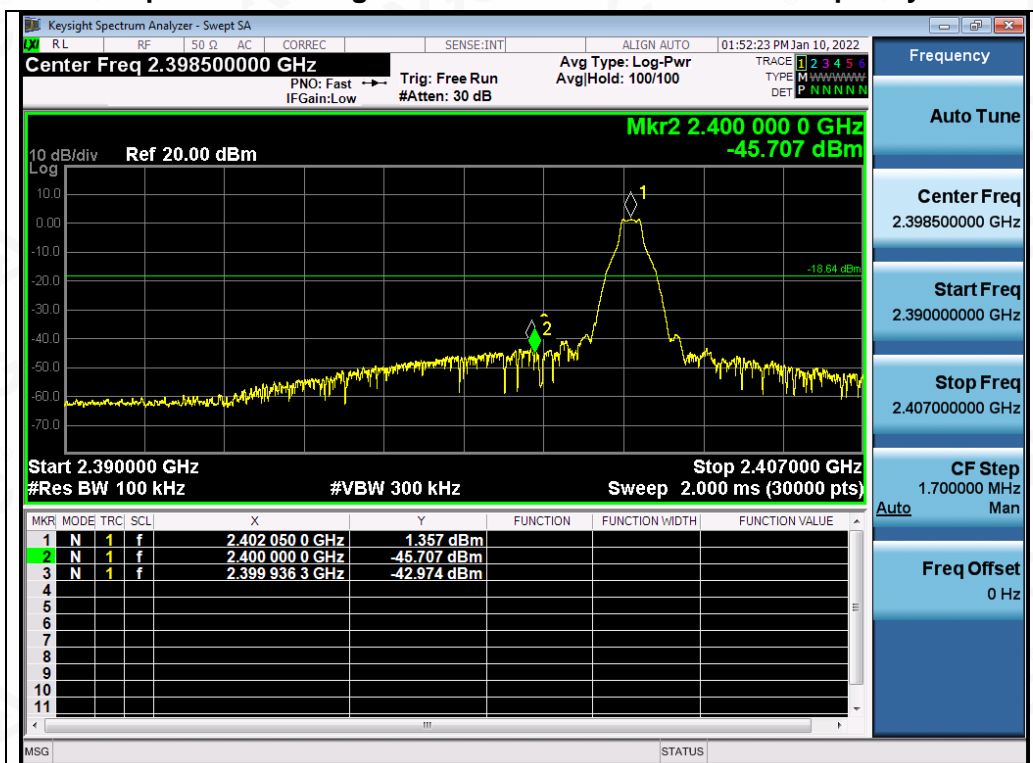 Keysight Spectrum Analyzer - Swept SA
LXI RL RF 50 Ω AC CORREC SENSE:INT ALIGN AUTO 01:52:23 PM Jan 10, 2022
Center Freq 2.398500000 GHz
PNO: Fast
IFGain:Low
Trig: Free Run
#Atten: 30 dB
Avg Type: Log-Pwr
Avg|Hold: 100/100
TRACE 1 2 3 4 5 6
TYPE M WWWWW
DET P N N N N N
Mkr2 2.400 000 0 GHz
-45.707 dBm
10 dB/div Ref 20.00 dBm
Log
10.0
0.00
-10.0
-20.0
-30.0
-40.0
-50.0
-60.0
-70.0
1
2
-18.64 dBm
Start 2.390000 GHz Stop 2.407000 GHz
#Res BW 100 kHz #VBW 300 kHz Sweep 2.000 ms (30000 pts)
MKR MODE TRC SCL X Y FUNCTION FUNCTION WIDTH FUNCTION VALUE
1 N 1 f 2.402 050 0 GHz 1.357 dBm
2 N 1 f 2.400 000 0 GHz -45.707 dBm
3 N 1 f 2.399 936 3 GHz -42.974 dBm
4
5
6
7
8
9
10
11
MSG STATUS
Frequency
Auto Tune
Center Freq
2.398500000 GHz
Start Freq
2.390000000 GHz
Stop Freq
2.407000000 GHz
CF Step
1.700000 MHz
Auto Man
Freq Offset
0 Hz